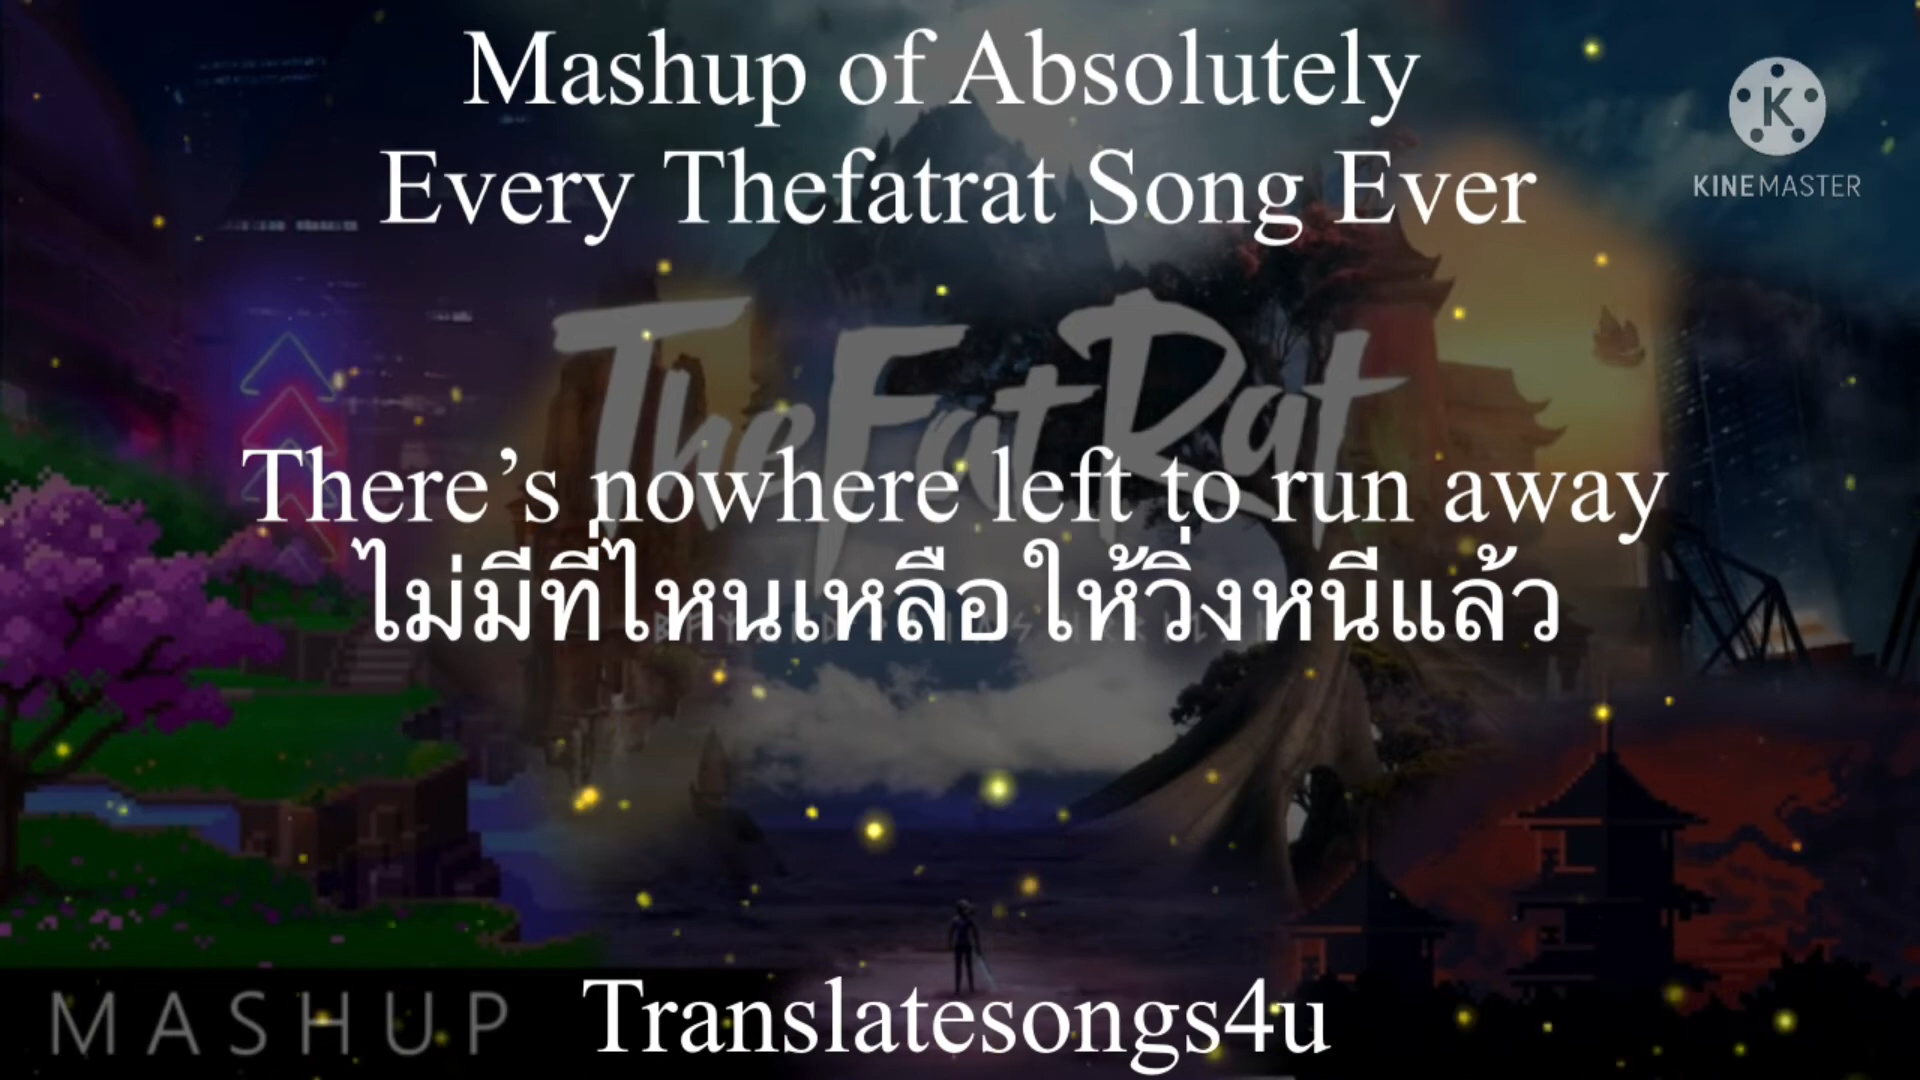 Mashup of Absolutely
Every Thefatrat Song Ever
K
KINEMASTER
TheFatRat
There’s nowhere left to run away
ไม่มีที่ไหนเหลือให้วิ่งหนีแล้ว
MASHUP
Translatesongs4u